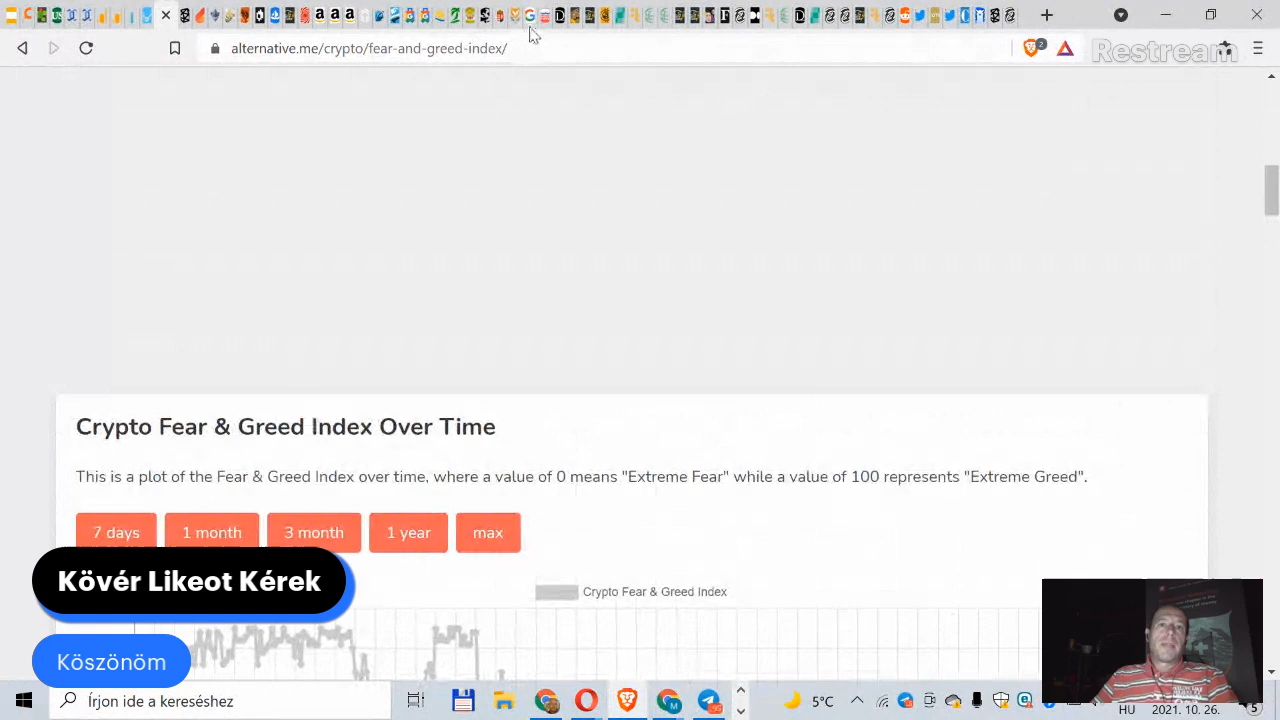 alternative.me/crypto/fear-and-greed-index/
2
Restream
Crypto Fear & Greed Index Over Time
This is a plot of the Fear & Greed Index over time, where a value of 0 means "Extreme Fear" while a value of 100 represents "Extreme Greed".
7 days 1 month 3 month 1 year max
Crypto Fear & Greed Index
Kövér Likeot Kérek
Köszönöm
Írjon ide a kereséshez
5°C
HU
2021. 10. 26.